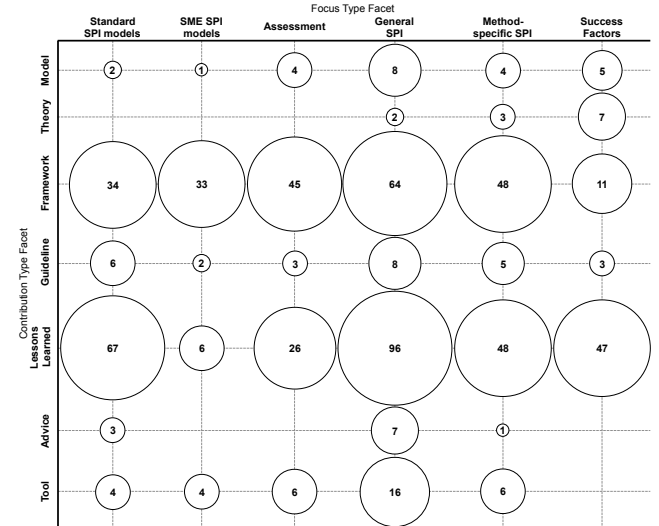 Focus Type Facet
Standard SPI models
SME SPI models
Assessment
General SPI
Method-specific SPI
Success Factors
Contribution Type Facet
Model
2
1
4
8
4
5
Theory
2
3
7
Framework
34
33
45
64
48
11
Guideline
6
2
3
8
5
3
Lessons Learned
67
6
26
96
48
47
Advice
3
7
1
Tool
4
4
6
16
6